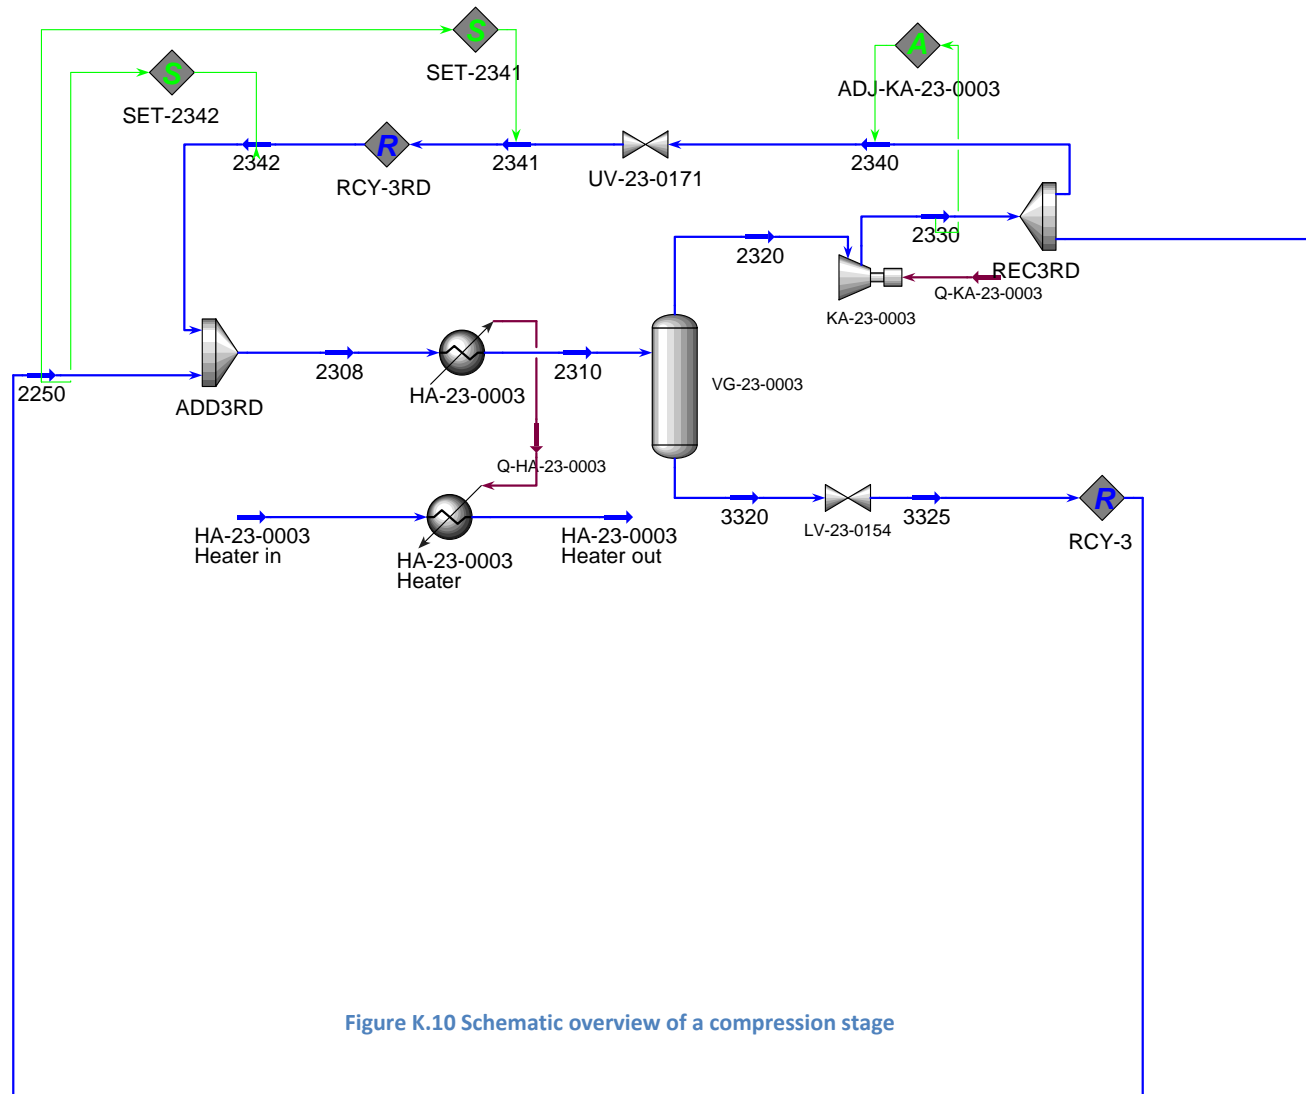 S
SET-2341
A
ADJ-KA-23-0003
S
SET-2342
2342
R
RCY-3RD
2341
UV-23-0171
2340
2330
REC3RD
2320
Q-KA-23-0003
KA-23-0003
2250
ADD3RD
2308
HA-23-0003
2310
VG-23-0003
Q-HA-23-0003
HA-23-0003
Heater in
HA-23-0003
Heater
HA-23-0003
Heater out
3320
LV-23-0154
3325
R
RCY-3
Figure K.10 Schematic overview of a compression stage